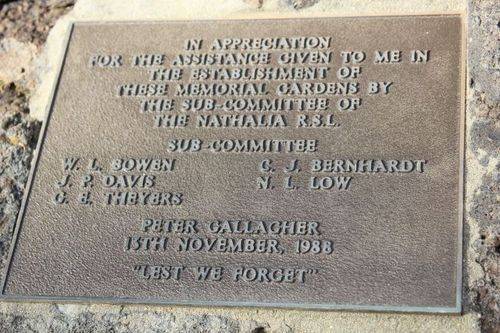 IN APPRECIATION
FOR THE ASSISTANCE GIVEN TO ME IN
THE ESTABLISHMENT OF
THESE MEMORIAL GARDENS BY
THE SUB-COMMITTEE OF
THE NATHALIA R.S.L.
SUB-COMMITTEE
W. L. BOWEN C. J. BERNHARDT
J. P. DAVIS N. L. LOW
G. E. THEYERS
PETER GALLAGHER
13TH NOVEMBER, 1988
"LEST WE FORGET"